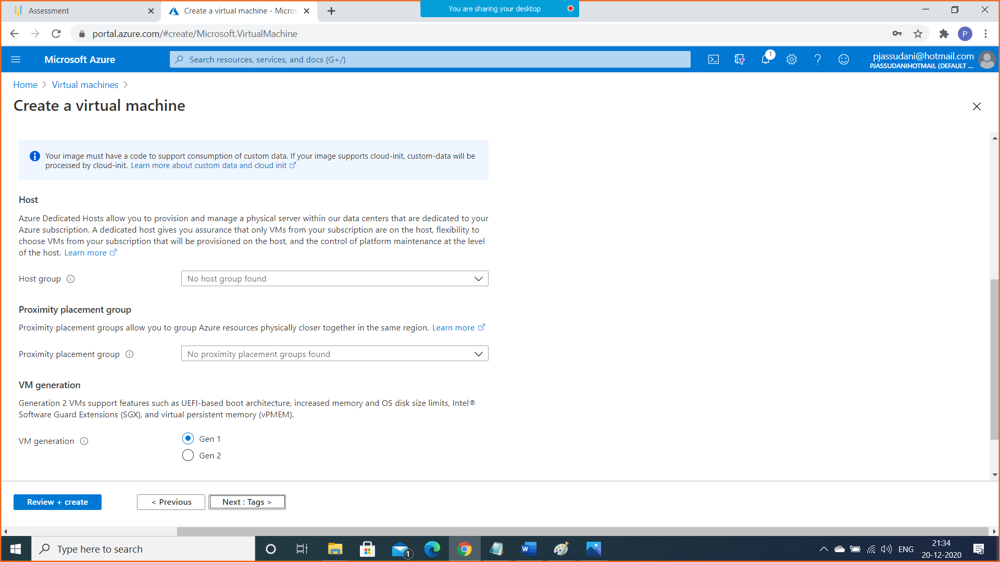 Assessment
Create a virtual machine - Micros
You are sharing your desktop
portal.azure.com/#create/Microsoft.VirtualMachine
P
Microsoft Azure
Search resources, services, and docs (G+/)
1
pjassudani@hotmail.com
PJASSUDANIHOTMAIL (DEFAULT ...
Home > Virtual machines >
Create a virtual machine
Your image must have a code to support consumption of custom data. If your image supports cloud-init, custom-data will be
processed by cloud-init. Learn more about custom data and cloud init
Host
Azure Dedicated Hosts allow you to provision and manage a physical server within our data centers that are dedicated to your
Azure subscription. A dedicated host gives you assurance that only VMs from your subscription are on the host, flexibility to
choose VMs from your subscription that will be provisioned on the host, and the control of platform maintenance at the level
of the host. Learn more
Host group
No host group found
Proximity placement group
Proximity placement groups allow you to group Azure resources physically closer together in the same region. Learn more
Proximity placement group
No proximity placement groups found
VM generation
Generation 2 VMs support features such as UEFI-based boot architecture, increased memory and OS disk size limits, Intel®
Software Guard Extensions (SGX), and virtual persistent memory (vPMEM).
VM generation
Gen 1
Gen 2
Review + create
< Previous
Next : Tags >
Type here to search
1
ENG
21:34
20-12-2020